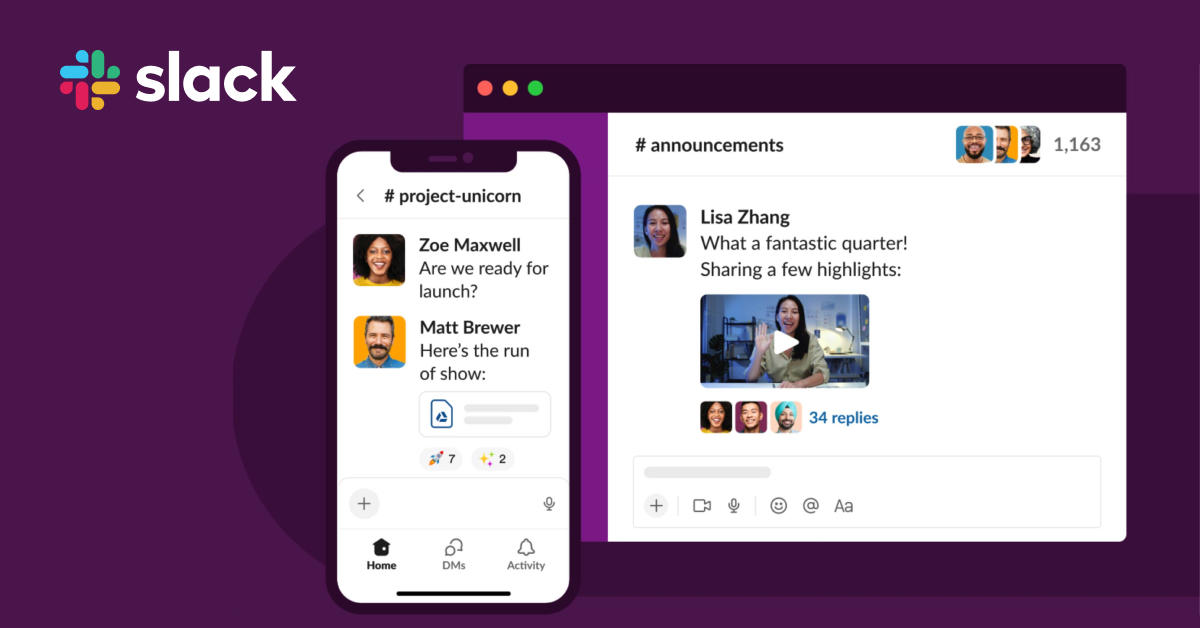 slack
# announcements
1,163
Lisa Zhang
What a fantastic quarter!
Sharing a few highlights:
34 replies
Aa
# project-unicorn
Zoe Maxwell
Are we ready for
launch?
Matt Brewer
Here’s the run
of show:
7
2
Home
DMs
Activity